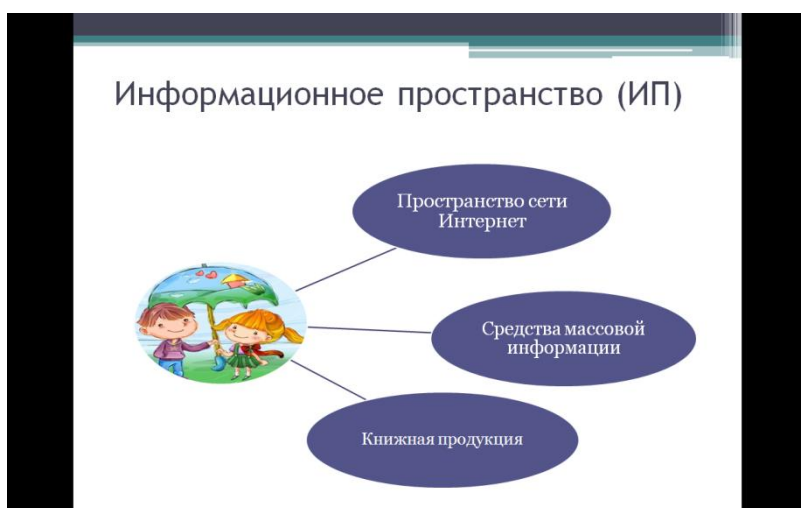 Информационное пространство (ИП)
Пространство сети
Интернет
Средства массовой
информации
Книжная продукция